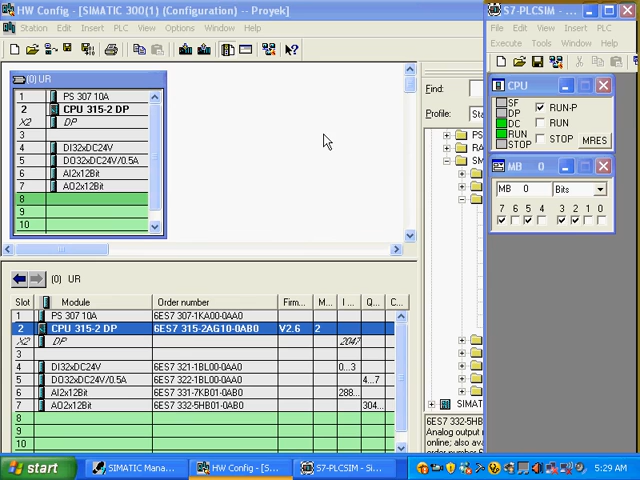 HW Config - [SIMATIC 300(1) (Configuration) -- Proyek]
Station Edit Insert PLC View Options Window Help
(0) UR
1 PS 307 10A
2 CPU 315-2 DP
X2 DP
3
4 DI32xDC24V
5 DO32xDC24V/0.5A
6 AI2x12Bit
7 AO2x12Bit
8
9
10
Find:
Profile: Sta
PS
RA
SM
SIMAT
6ES7 332-5HB01-0AB0
Analog output
online; also av
(0) UR
Slot Module Order number Firm... M... I ... Q... C...
1 PS 307 10A 6ES7 307-1KA00-0AA0
2 CPU 315-2 DP 6ES7 315-2AG10-0AB0 V2.6 2
X2 DP 2047
3
4 DI32xDC24V 6ES7 321-1BL00-0AA0 0...3
5 DO32xDC24V/0.5A 6ES7 322-1BL00-0AA0 4...7
6 AI2x12Bit 6ES7 331-7KB01-0AB0 288...
7 AO2x12Bit 6ES7 332-5HB01-0AB0 304...
8
9
10
S7-PLCSIM - ...
File Edit View Insert PLC
Execute Tools Window Help
CPU
SF
DP
DC
RUN
STOP
RUN-P
RUN
STOP
MRES
MB 0
MB 0 Bits
7 6 5 4 3 2 1 0
start
SIMATIC Mana...
HW Config - [S...
S7-PLCSIM - Si...
5:29 AM